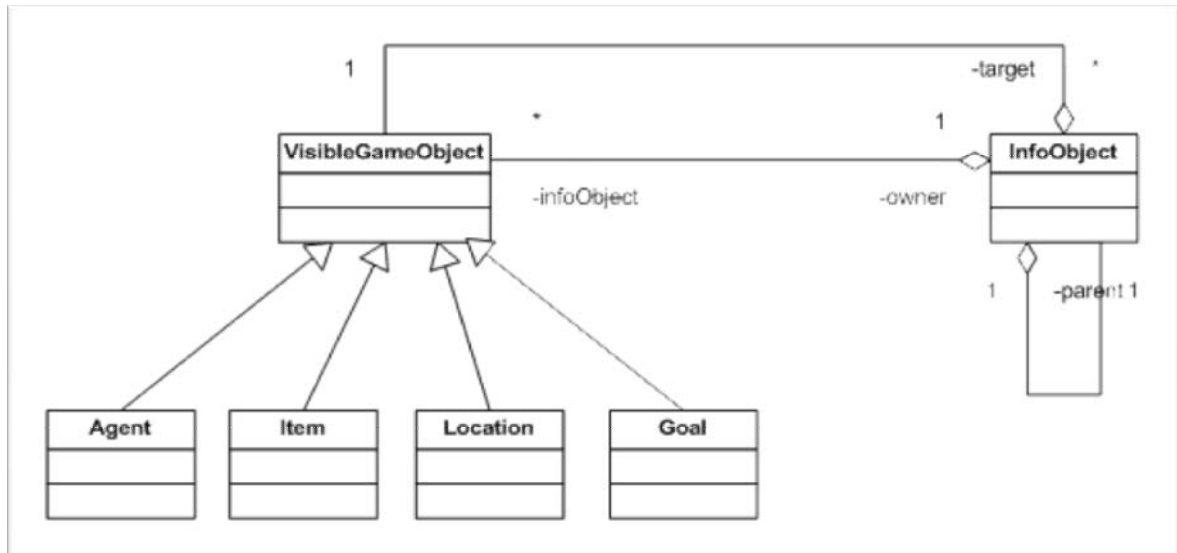 1
-target *
* 1
VisibleGameObject InfoObject
-infoObject -owner
1 -parent 1
Agent Item Location Goal